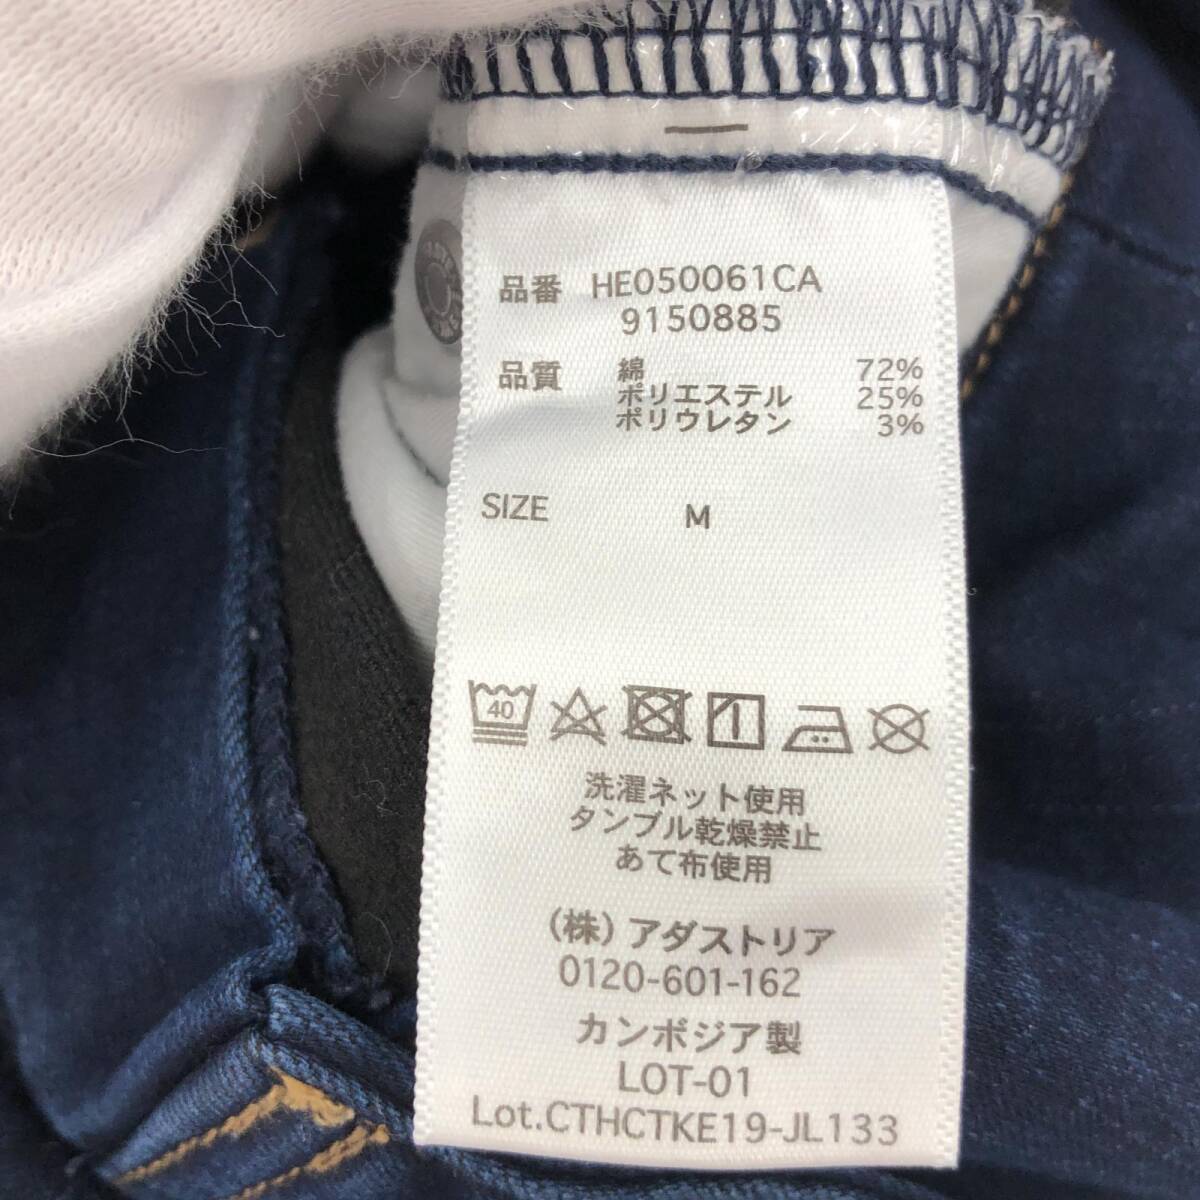 品番 HE050061CA
9150885
品質 綿 72%
ポリエステル 25%
ポリウレタン 3%
SIZE M
40
洗濯ネット使用
タンブル乾燥禁止
あて布使用
(株) アダストリア
0120-601-162
カンボジア製
LOT-01
Lot.CTHCTKE19-JL133